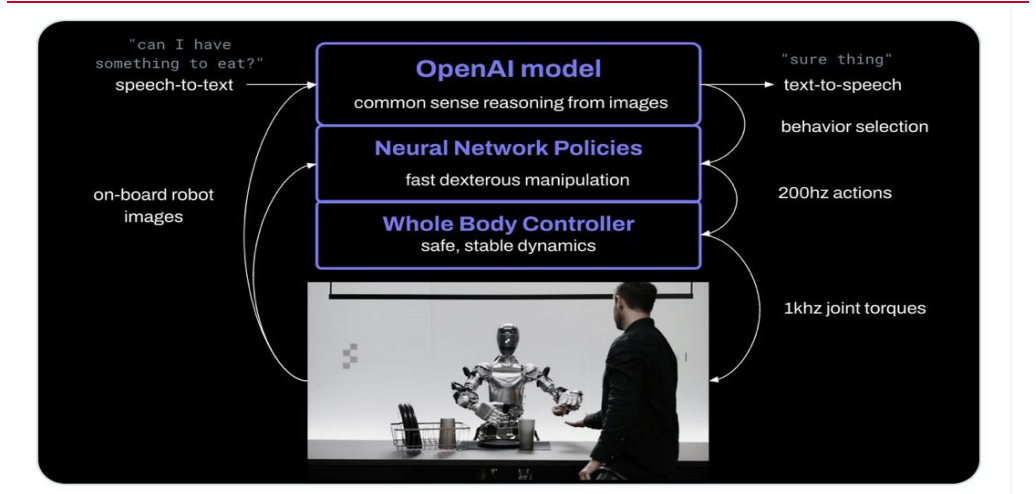 "can I have
something to eat?"
speech-to-text
on-board robot
images
OpenAI model
common sense reasoning from images
Neural Network Policies
fast dexterous manipulation
Whole Body Controller
safe, stable dynamics
"sure thing"
text-to-speech
behavior selection
200hz actions
1khz joint torques